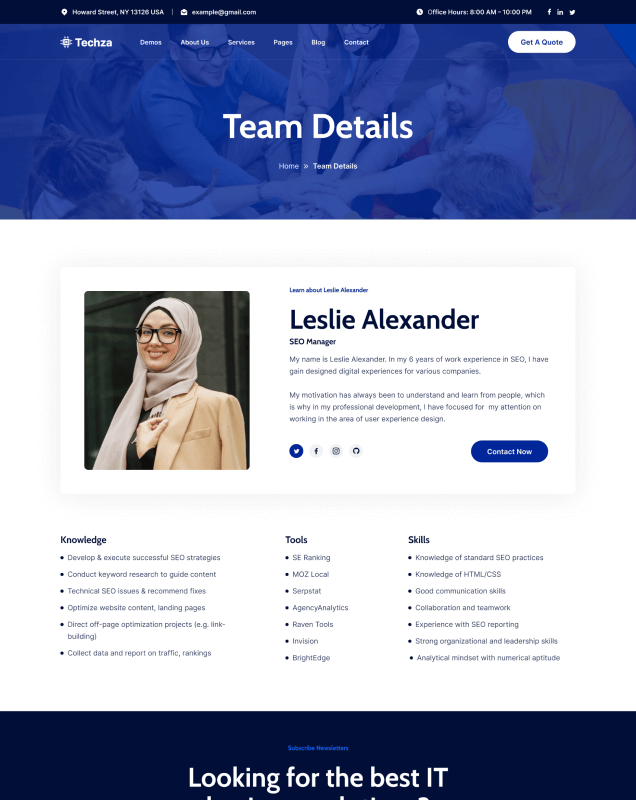 Howard Street, NY 13126 USA | example@gmail.com
Office Hours: 8:00 AM – 10:00 PM
Techza
Demos About Us Services Pages Blog Contact
Get A Quote
Team Details
Home » Team Details
Learn about Leslie Alexander
Leslie Alexander
SEO Manager
My name is Leslie Alexander. In my 6 years of work experience in SEO, I have
gain designed digital experiences for various companies.
My motivation has always been to understand and learn from people, which
is why in my professional development, I have focused for my attention on
working in the area of user experience design.
Contact Now
Knowledge
Develop & execute successful SEO strategies
Conduct keyword research to guide content
Technical SEO issues & recommend fixes
Optimize website content, landing pages
Direct off-page optimization projects (e.g. link-
building)
Collect data and report on traffic, rankings
Tools
SE Ranking
MOZ Local
Serpstat
AgencyAnalytics
Raven Tools
Invision
BrightEdge
Skills
Knowledge of standard SEO practices
Knowledge of HTML/CSS
Good communication skills
Collaboration and teamwork
Experience with SEO reporting
Strong organizational and leadership skills
Analytical mindset with numerical aptitude
Subscribe Newsletters
Looking for the best IT